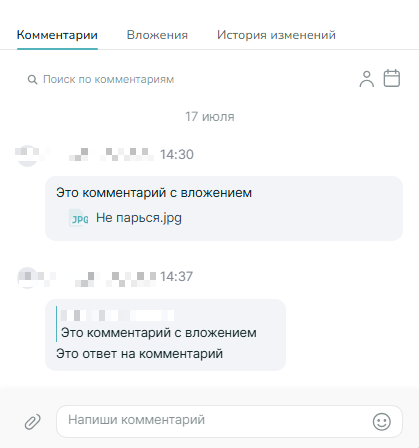 Комментарии Вложения История изменений
Поиск по комментариям
17 июля
14:30
Это комментарий с вложением
JPG Не парься.jpg
14:37
Это комментарий с вложением
Это ответ на комментарий
Напиши комментарий